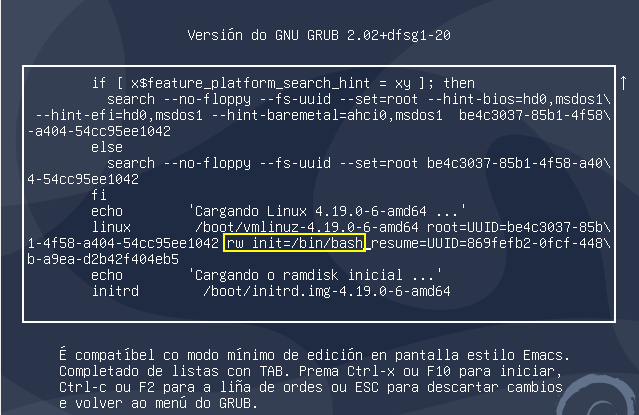 Versión do GNU GRUB 2.02+dfsg1-20
if [ x$feature_platform_search_hint = xy ]; then
search --no-floppy --fs-uuid --set=root --hint-bios=hd0,msdos1\
--hint-efi=hd0,msdos1 --hint-baremetal=ahci0,msdos1 be4c3037-85b1-4f58\
-a404-54cc95ee1042
else
search --no-floppy --fs-uuid --set=root be4c3037-85b1-4f58-a40\
4-54cc95ee1042
fi
echo 'Cargando Linux 4.19.0-6-amd64 ...'
linux /boot/vmlinuz-4.19.0-6-amd64 root=UUID=be4c3037-85b\
1-4f58-a404-54cc95ee1042 rw init=/bin/bash resume=UUID=869fefb2-0fcf-448\
b-a9ea-d2b42f404eb5
echo 'Cargando o ramdisk inicial ...'
initrd /boot/initrd.img-4.19.0-6-amd64
É compatíbel co modo mínimo de edición en pantalla estilo Emacs.
Completado de listas con TAB. Prema Ctrl-x ou F10 para iniciar,
Ctrl-c ou F2 para a liña de ordes ou ESC para descartar cambios
e volver ao menú do GRUB.